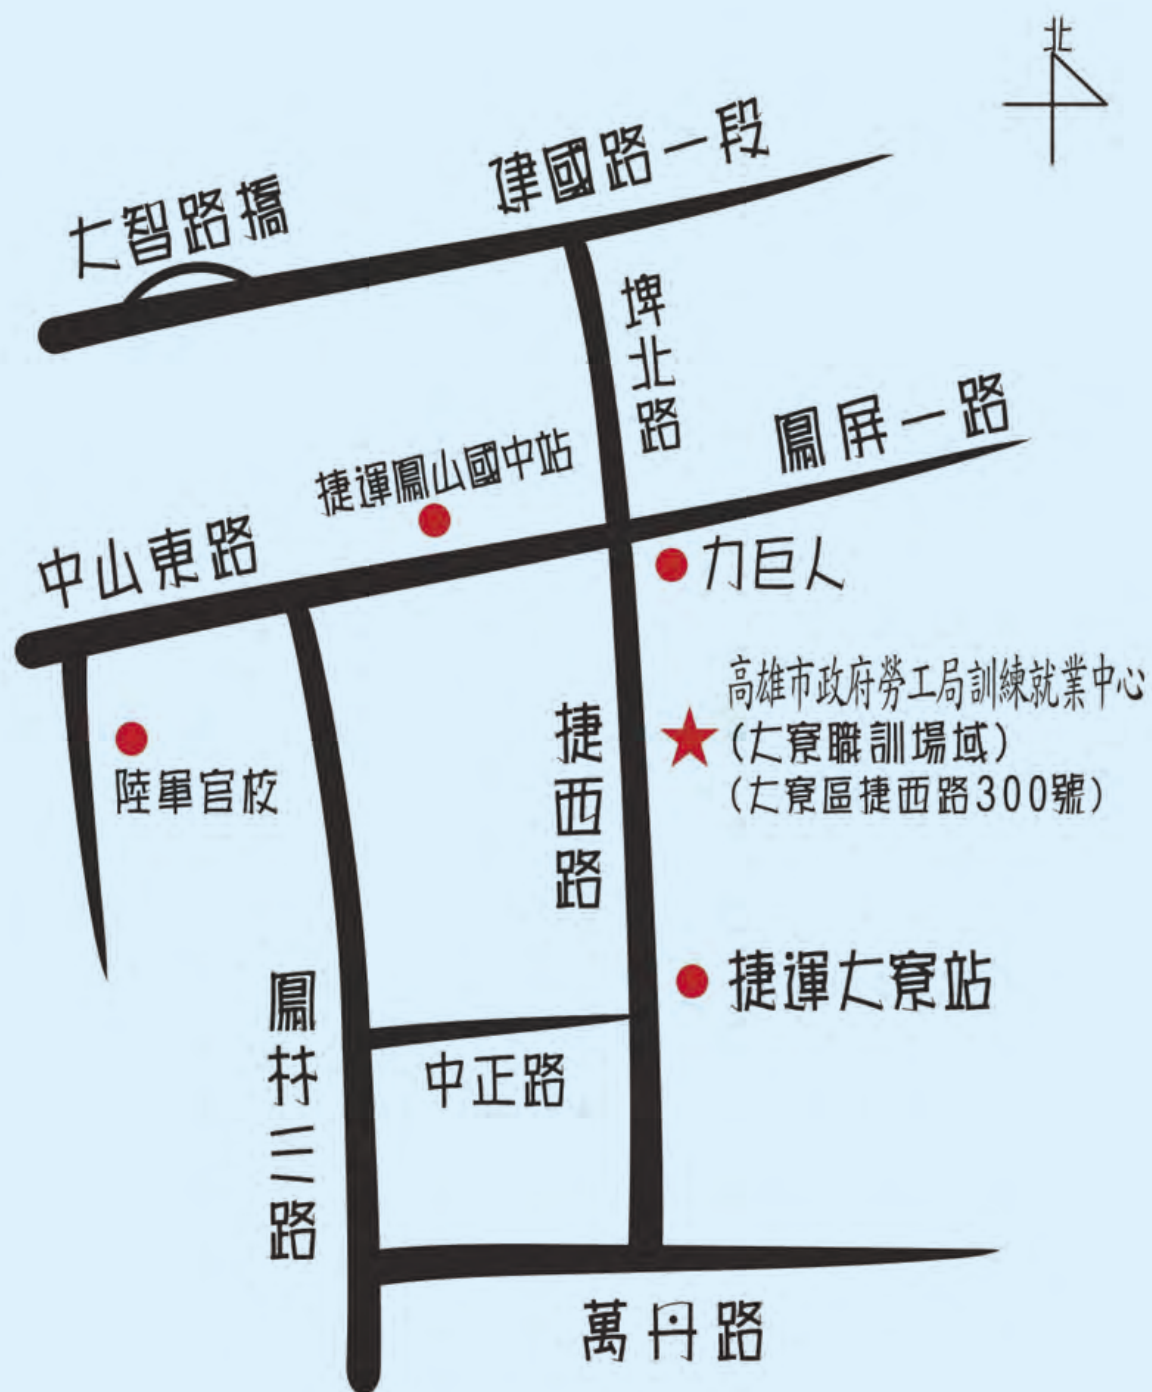 北
建國路一段
大智路橋
埤北路
鳳屏一路
捷運鳳山國中站
中山東路
力巨人
高雄市政府勞工局訓練就業中心
(大寮職訓場域)
(大寮區捷西路300號)
捷西路
陸軍官校
捷運大寮站
鳳林三路
中正路
萬丹路